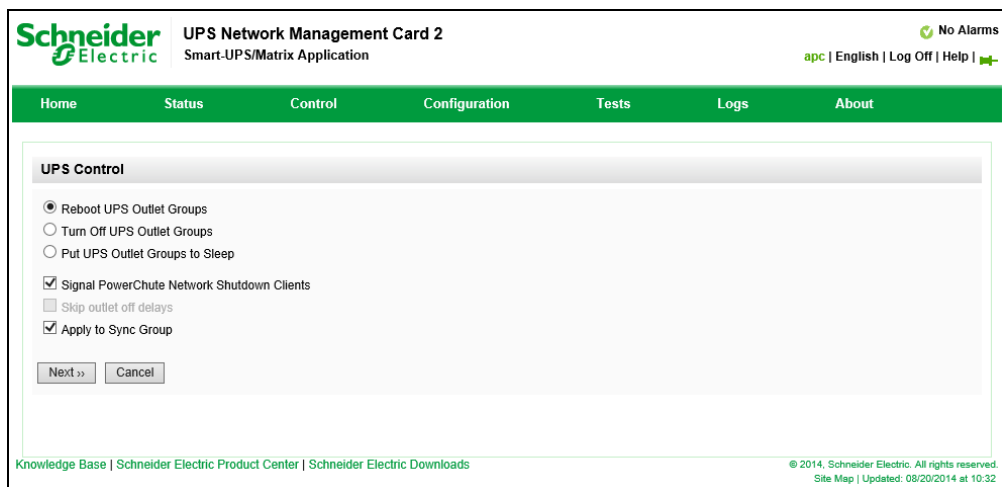 Schneider Electric
UPS Network Management Card 2
Smart-UPS/Matrix Application
No Alarms
apc | English | Log Off | Help |
Home Status Control Configuration Tests Logs About
UPS Control
Reboot UPS Outlet Groups
Turn Off UPS Outlet Groups
Put UPS Outlet Groups to Sleep
Signal PowerChute Network Shutdown Clients
Skip outlet off delays
Apply to Sync Group
Next ›› Cancel
Knowledge Base | Schneider Electric Product Center | Schneider Electric Downloads
© 2014, Schneider Electric. All rights reserved.
Site Map | Updated: 08/20/2014 at 10:32